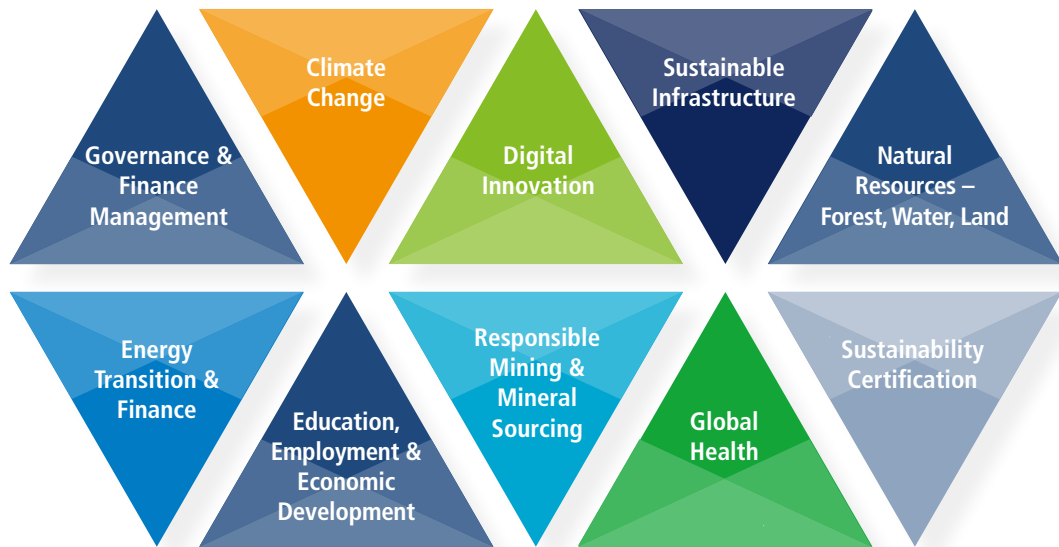 Governance &
Finance
Management
Climate
Change
Digital
Innovation
Sustainable
Infrastructure
Natural
Resources –
Forest, Water, Land
Energy
Transition &
Finance
Education,
Employment &
Economic
Development
Responsible
Mining &
Mineral
Sourcing
Global
Health
Sustainability
Certification